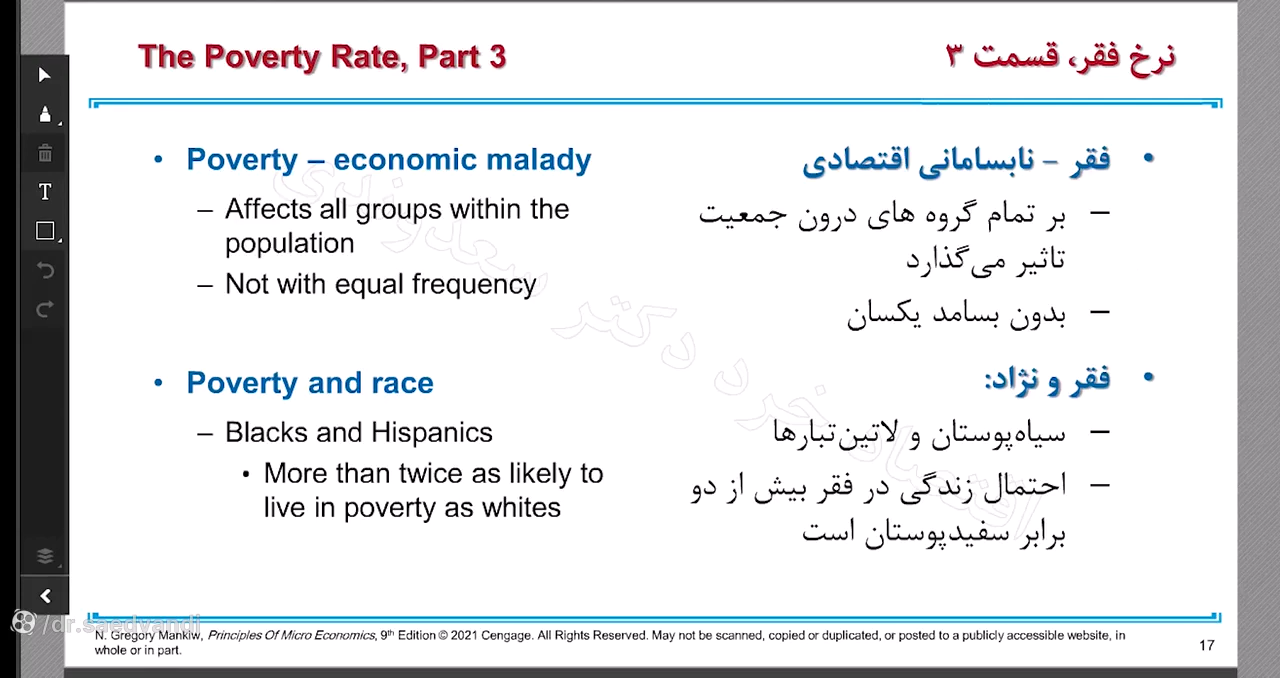 The Poverty Rate, Part 3
نرخ فقر، قسمت ۳
• Poverty – economic malady
– Affects all groups within the
population
– Not with equal frequency
• Poverty and race
– Blacks and Hispanics
• More than twice as likely to
live in poverty as whites
• فقر – نابسامانی اقتصادی
– بر تمام گروه های درون جمعیت
تاثیر می‌گذارد
– بدون بسامد یکسان
• فقر و نژاد:
– سیاه‌پوستان و لاتین‌تبارها
– احتمال زندگی در فقر بیش از دو
برابر سفیدپوستان است
اقتصاد خرد دکتر سعدوندی
/dr.saedvandi
N. Gregory Mankiw, Principles Of Micro Economics, 9th Edition © 2021 Cengage. All Rights Reserved. May not be scanned, copied or duplicated, or posted to a publicly accessible website, in
whole or in part.
17